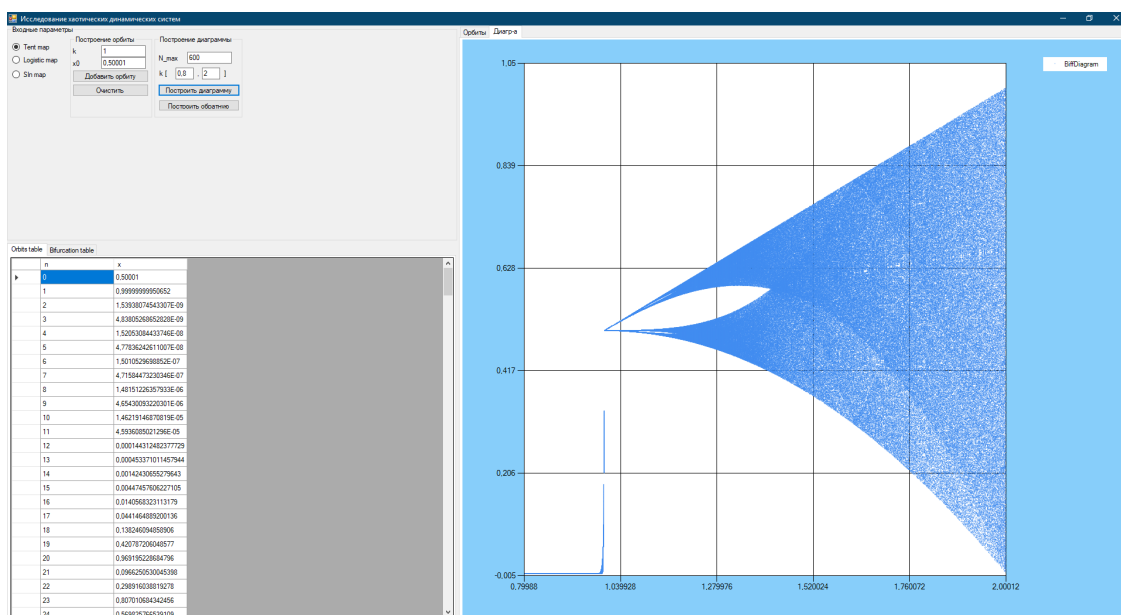 Исследование хаотических динамических систем
Входные параметры
Tent map
Logistic map
SIn map
Построение орбиты
k 1
x0 0,50001
Добавить орбиту
Очистить
Построение диаграммы
N_max 600
k [ 0,8 , 2 ]
Построить диаграмму
Построить обратную
Orbits table Bifurcation table
n x
0 0.50001
1 0.99999999950652
2 1.53938074543307E-09
3 4.83805268652828E-09
4 1.52053084433746E-08
5 4.77836242611007E-08
6 1.5010529698852E-07
7 4.71584473230346E-07
8 1.48151226357933E-06
9 4.65430093220301E-06
10 1.46219146870819E-05
11 4.5936085021296E-05
12 0.000144312482377729
13 0.000453371011457944
14 0.00142430655279643
15 0.00447457606227105
16 0.0140568323113179
17 0.0441464889200136
18 0.138246094858906
19 0.420787206048577
20 0.969195228684796
21 0.0966250530045398
22 0.298916038819278
23 0.807010684342456
24 0.569825766539109
Орбиты Диагр-а
1,05
0,839
0,628
0,417
0,206
-0,005
0,79988 1,039928 1,279976 1,520024 1,760072 2,00012
BiffDiagram